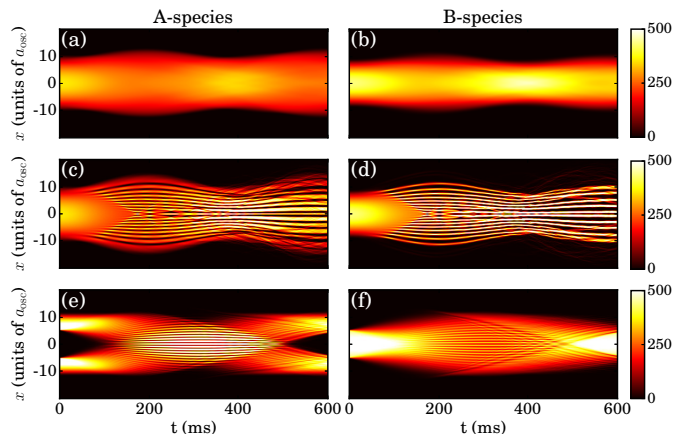 A-species B-species
(a) (b)
x (units of a_osc) 10 0 -10
500 250 0
(c) (d)
x (units of a_osc) 10 0 -10
500 250 0
(e) (f)
x (units of a_osc) 10 0 -10
500 250 0
0 200 400 600 0 200 400 600
t (ms) t (ms)